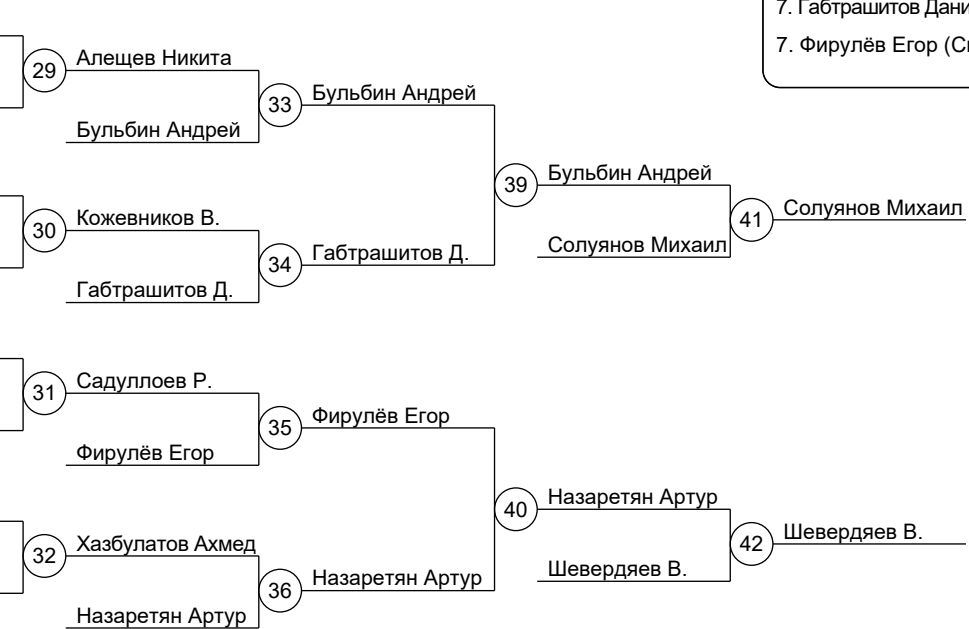 7. Габтрашитов Дани
7. Фирулёв Егор (С
29
Алещев Никита
Бульбин Андрей
33
Бульбин Андрей
30
Кожевников В.
Габтрашитов Д.
34
Габтрашитов Д.
39
Бульбин Андрей
Солуянов Михаил
41
Солуянов Михаил
31
Садуллоев Р.
Фирулёв Егор
35
Фирулёв Егор
32
Хазбулатов Ахмед
Назаретян Артур
36
Назаретян Артур
40
Назаретян Артур
Шевердяев В.
42
Шевердяев В.